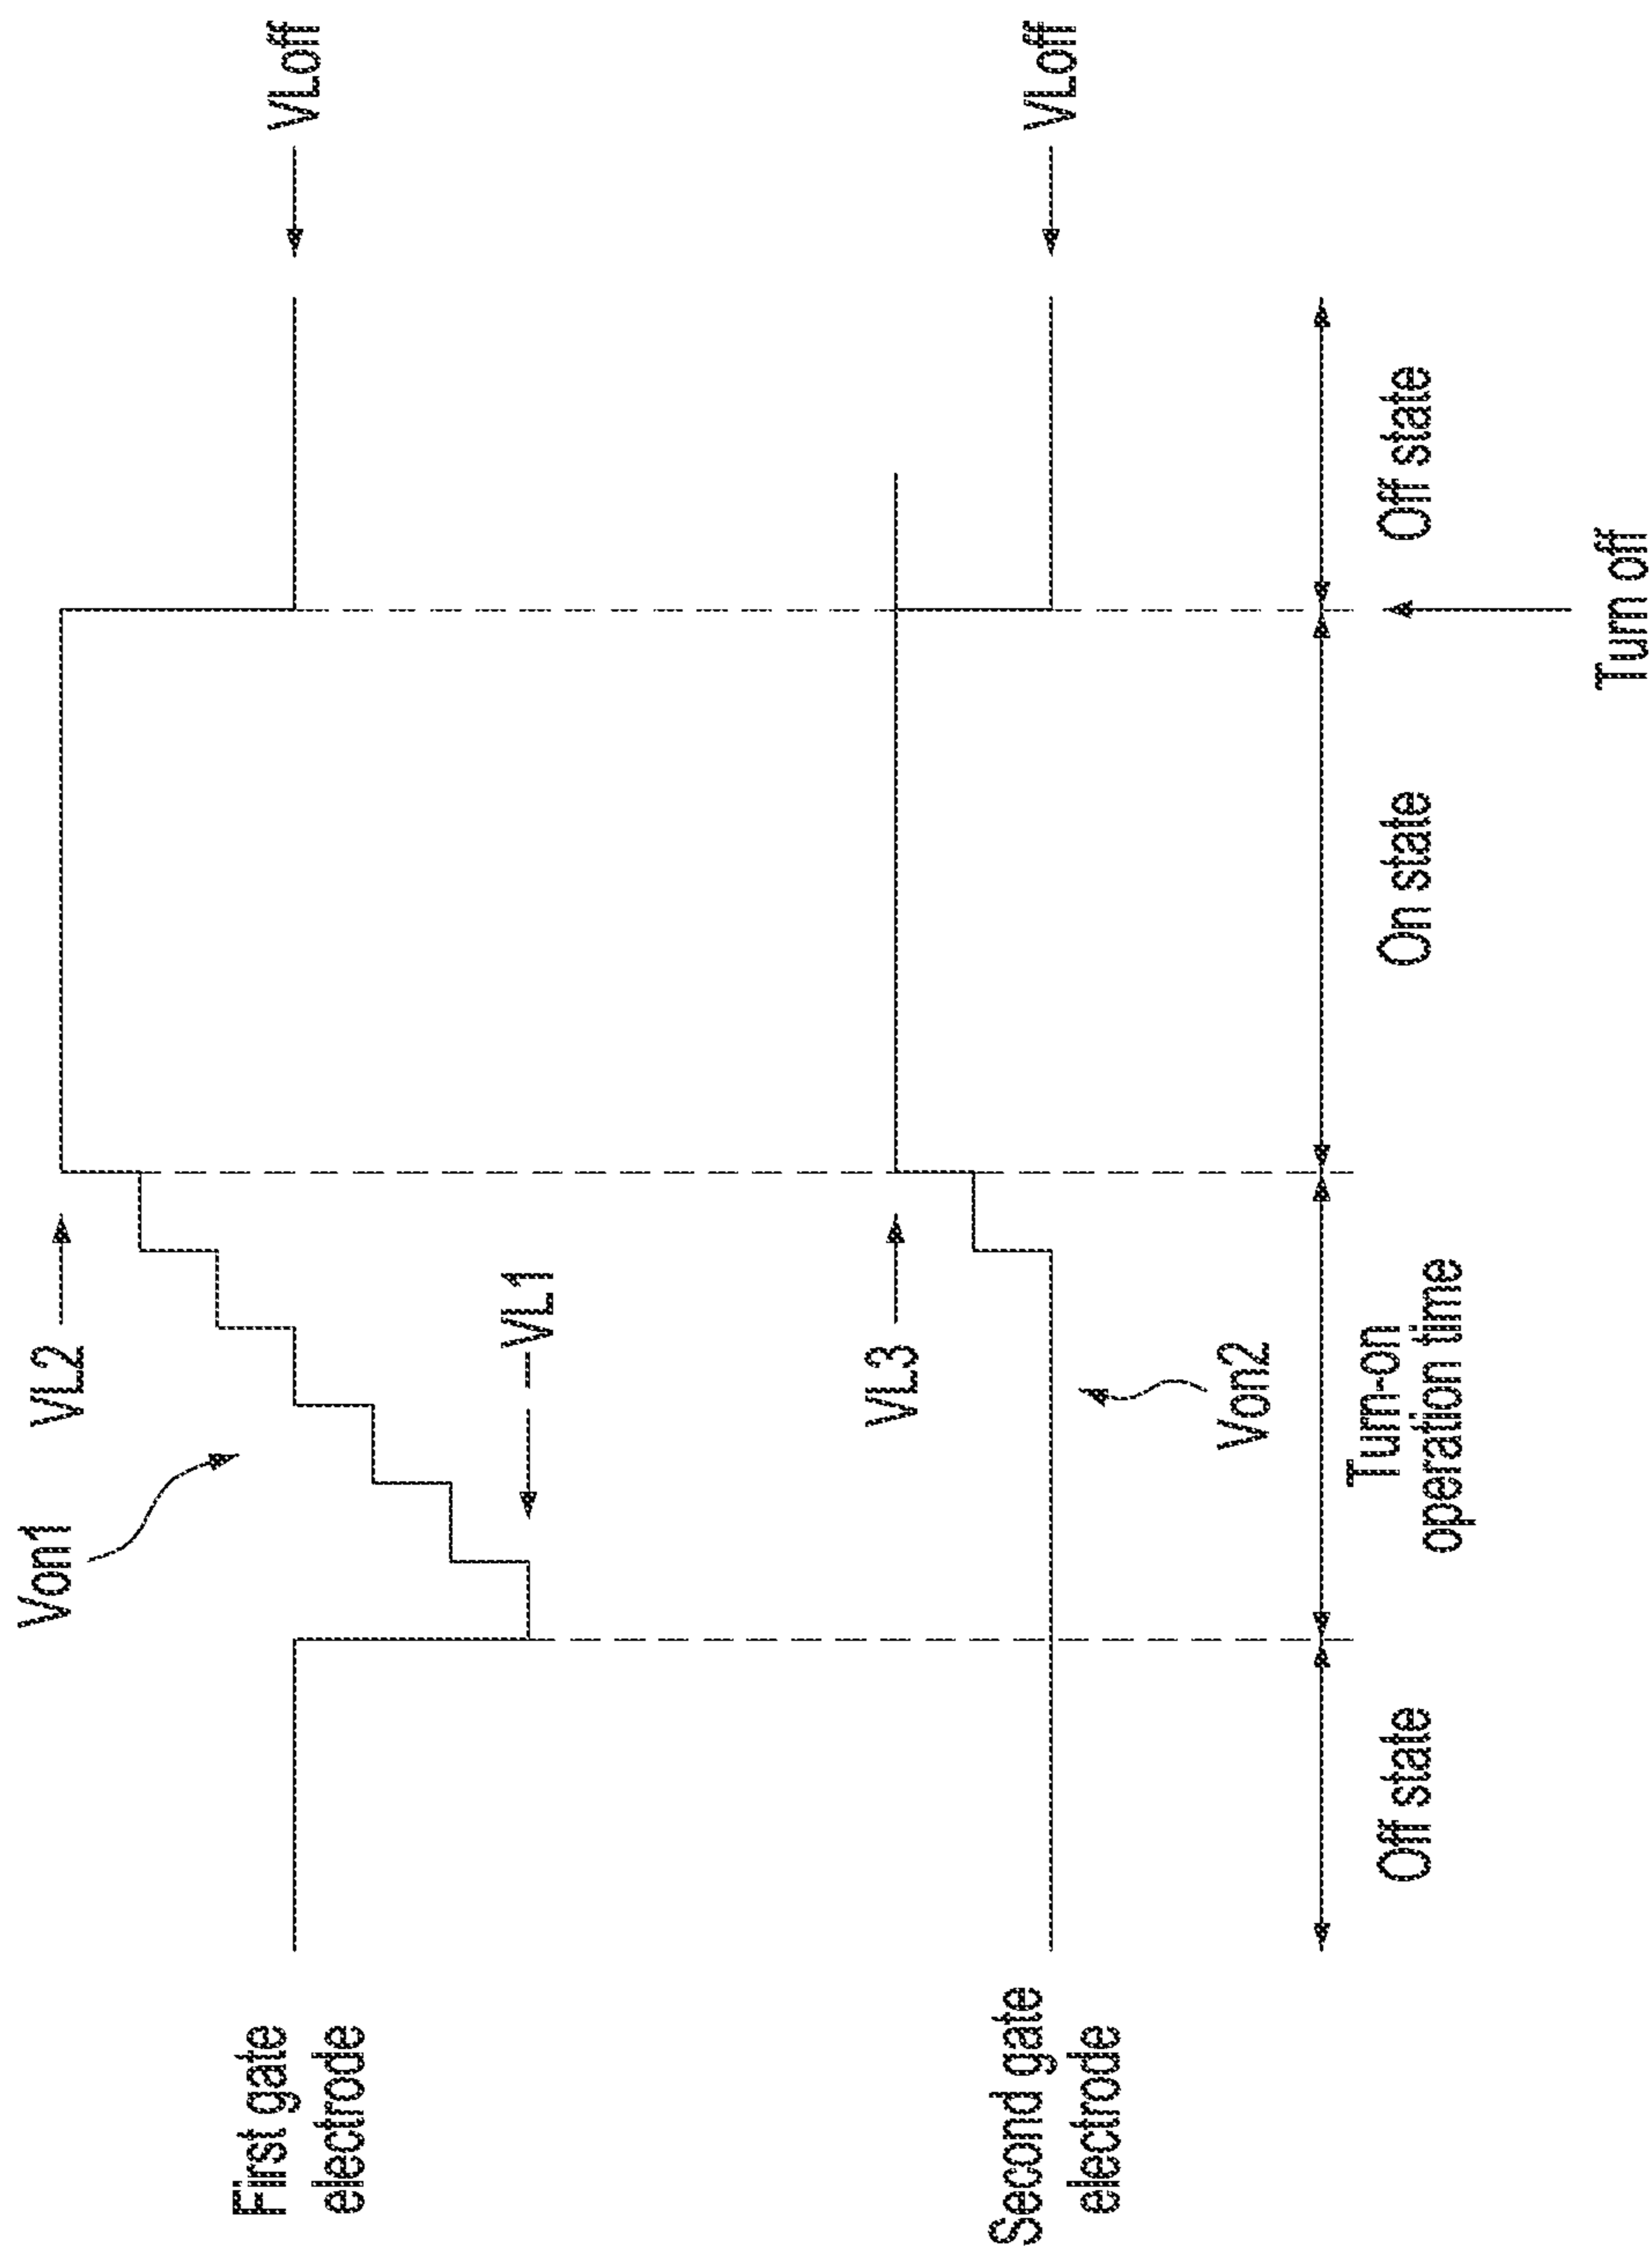 Von1
VL2
VL1
First gate
electrode
VLoff
VL3
Von2
Second gate
electrode
VLoff
Off state
Turn-on
operation time
On state
Off state
Turn off